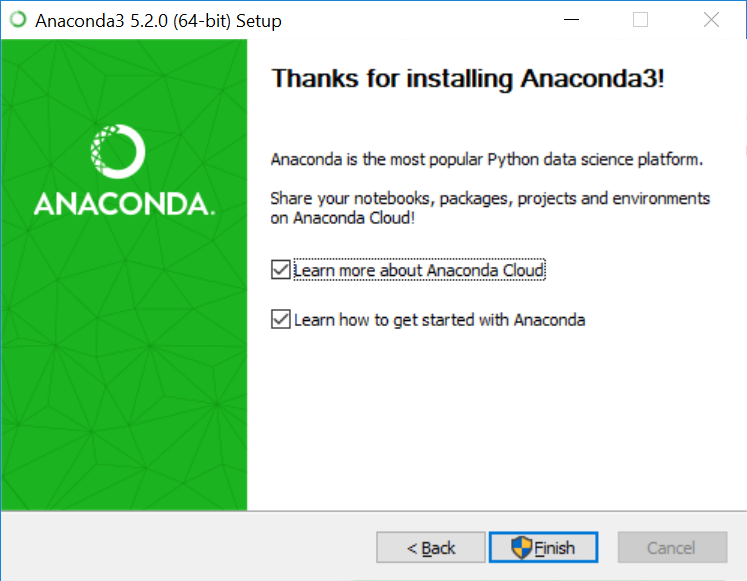 Anaconda3 5.2.0 (64-bit) Setup
Thanks for installing Anaconda3!
ANACONDA.
Anaconda is the most popular Python data science platform.
Share your notebooks, packages, projects and environments
on Anaconda Cloud!
Learn more about Anaconda Cloud
Learn how to get started with Anaconda
< Back
Finish
Cancel